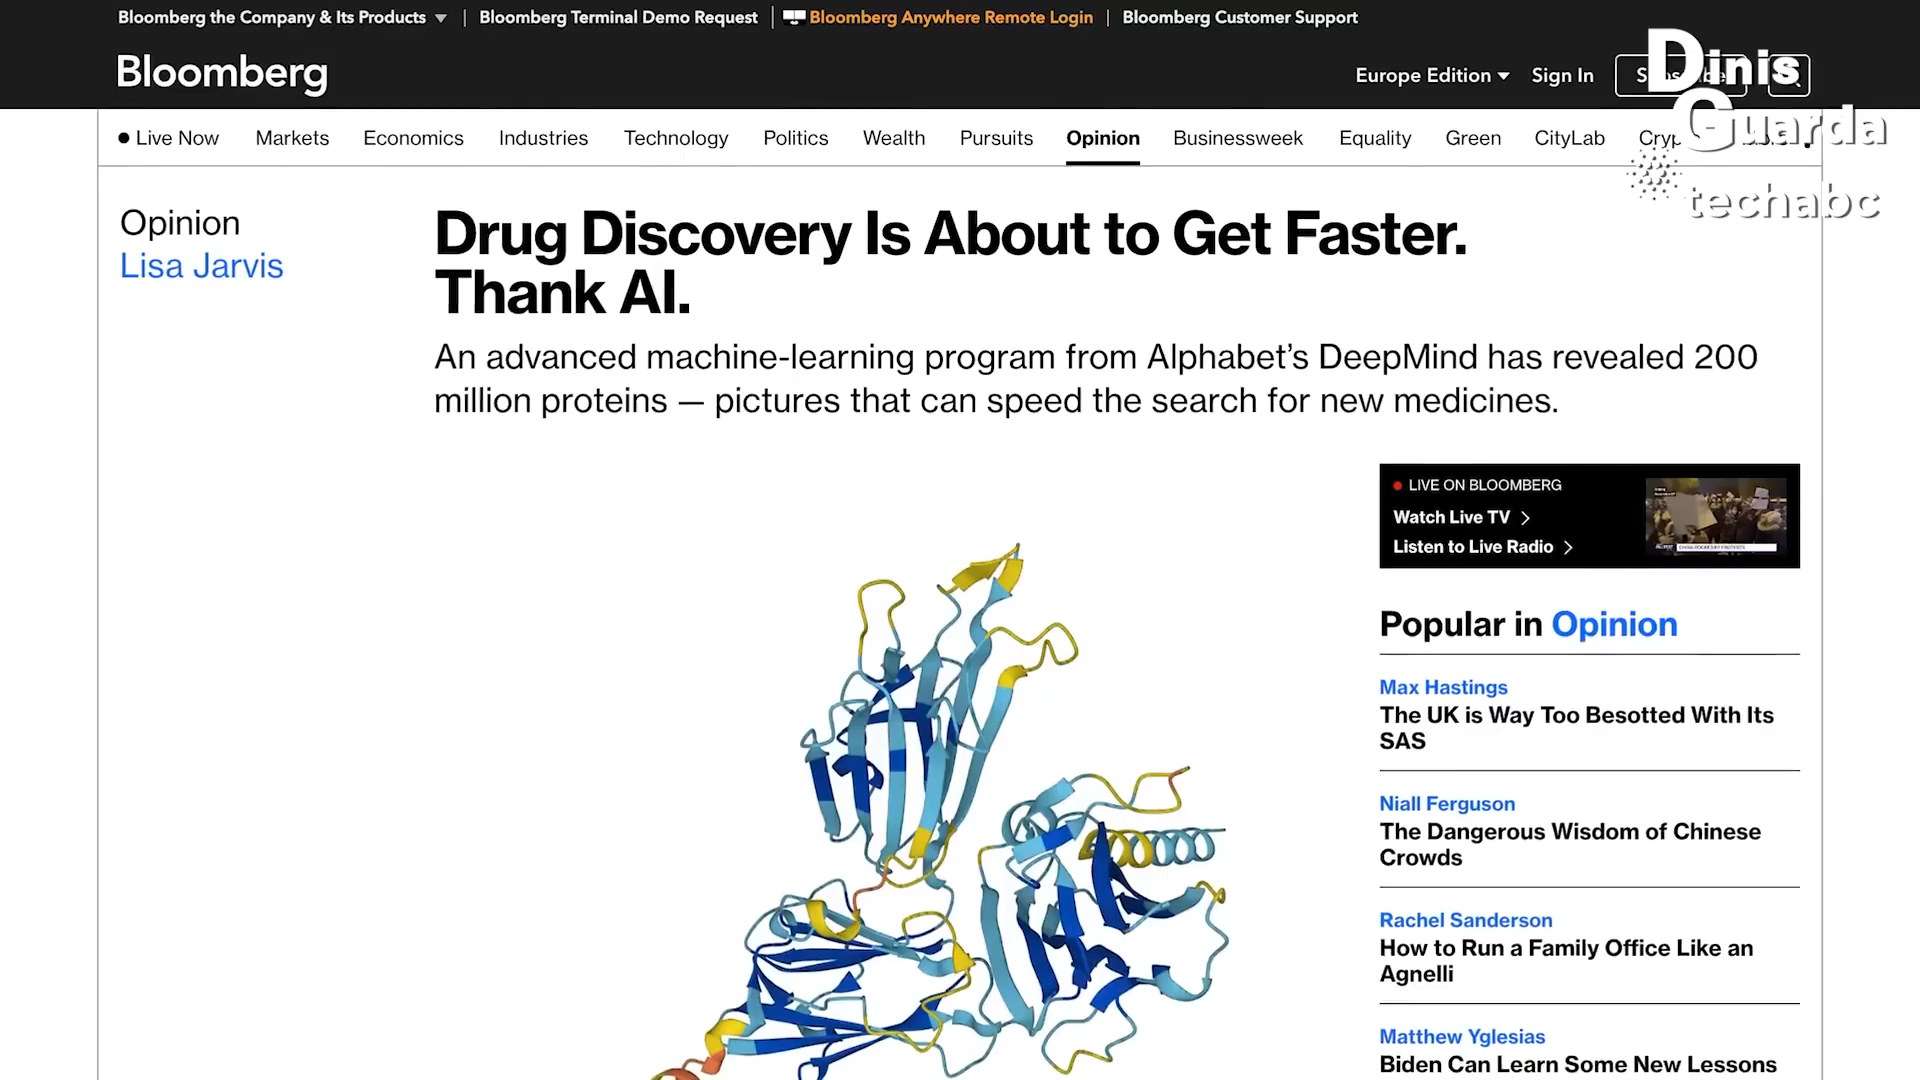 Bloomberg the Company & Its Products
Bloomberg Terminal Demo Request
Bloomberg Anywhere Remote Login
Bloomberg Customer Support
Bloomberg
Europe Edition
Sign In
Dinis
Guarda
techabc
Live Now
Markets
Economics
Industries
Technology
Politics
Wealth
Pursuits
Opinion
Businessweek
Equality
Green
CityLab
Opinion
Lisa Jarvis
Drug Discovery Is About to Get Faster.
Thank AI.
An advanced machine-learning program from Alphabet’s DeepMind has revealed 200
million proteins — pictures that can speed the search for new medicines.
LIVE ON BLOOMBERG
Watch Live TV
Listen to Live Radio
Popular in Opinion
Max Hastings
The UK is Way Too Besotted With Its
SAS
Niall Ferguson
The Dangerous Wisdom of Chinese
Crowds
Rachel Sanderson
How to Run a Family Office Like an
Agnelli
Matthew Yglesias
Biden Can Learn Some New Lessons